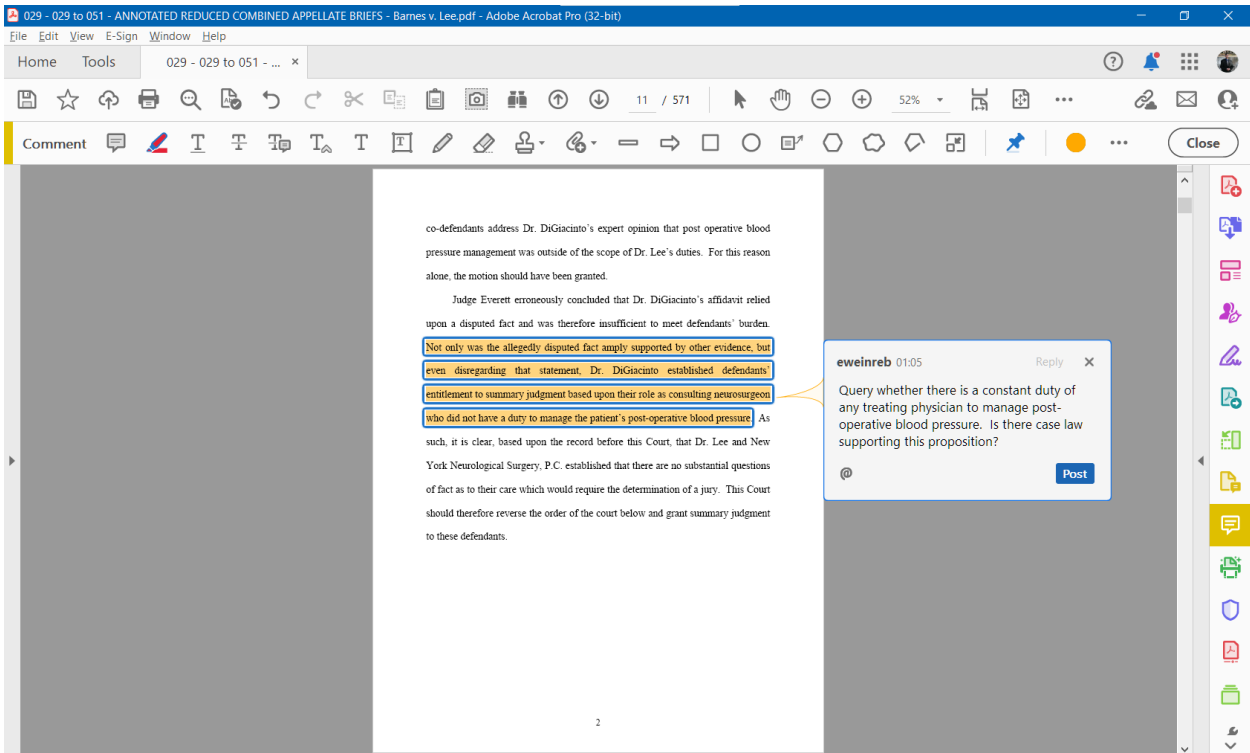 029 - 029 to 051 - ANNOTATED REDUCED COMBINED APPELLATE BRIEFS - Barnes v. Lee.pdf - Adobe Acrobat Pro (32-bit)
File Edit View E-Sign Window Help
Home Tools 029 - 029 to 051 - ... ×
11 / 571 52%
Comment Close
co-defendants address Dr. DiGiacinto's expert opinion that post operative blood
pressure management was outside of the scope of Dr. Lee's duties. For this reason
alone, the motion should have been granted.
Judge Everett erroneously concluded that Dr. DiGiacinto's affidavit relied
upon a disputed fact and was therefore insufficient to meet defendants' burden.
Not only was the allegedly disputed fact amply supported by other evidence, but
even disregarding that statement, Dr. DiGiacinto established defendants'
entitlement to summary judgment based upon their role as consulting neurosurgeon
who did not have a duty to manage the patient's post-operative blood pressure. As
such, it is clear, based upon the record before this Court, that Dr. Lee and New
York Neurological Surgery, P.C. established that there are no substantial questions
of fact as to their care which would require the determination of a jury. This Court
should therefore reverse the order of the court below and grant summary judgment
to these defendants.
2
eweinreb 01:05 Reply
Query whether there is a constant duty of
any treating physician to manage post-
operative blood pressure. Is there case law
supporting this proposition?
@ Post